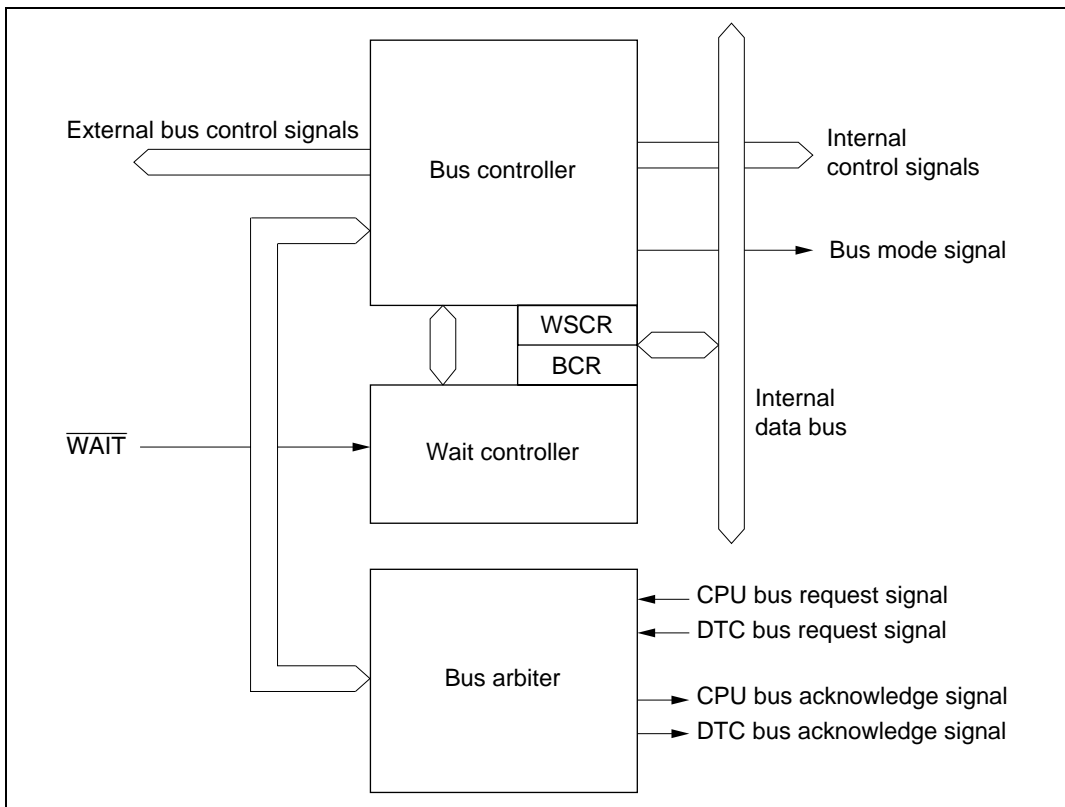 External bus control signals
Bus controller
Internal
control signals
Bus mode signal
WSCR
BCR
Internal
data bus
WAIT
Wait controller
CPU bus request signal
DTC bus request signal
Bus arbiter
CPU bus acknowledge signal
DTC bus acknowledge signal